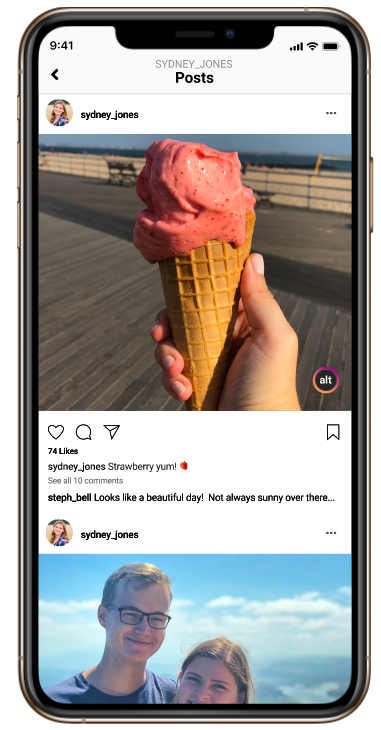 9:41
SYDNEY_JONES
Posts
sydney_jones
alt
74 Likes
sydney_jones Strawberry yum! 🍓
See all 10 comments
steph_bell Looks like a beautiful day!  Not always sunny over there...
sydney_jones